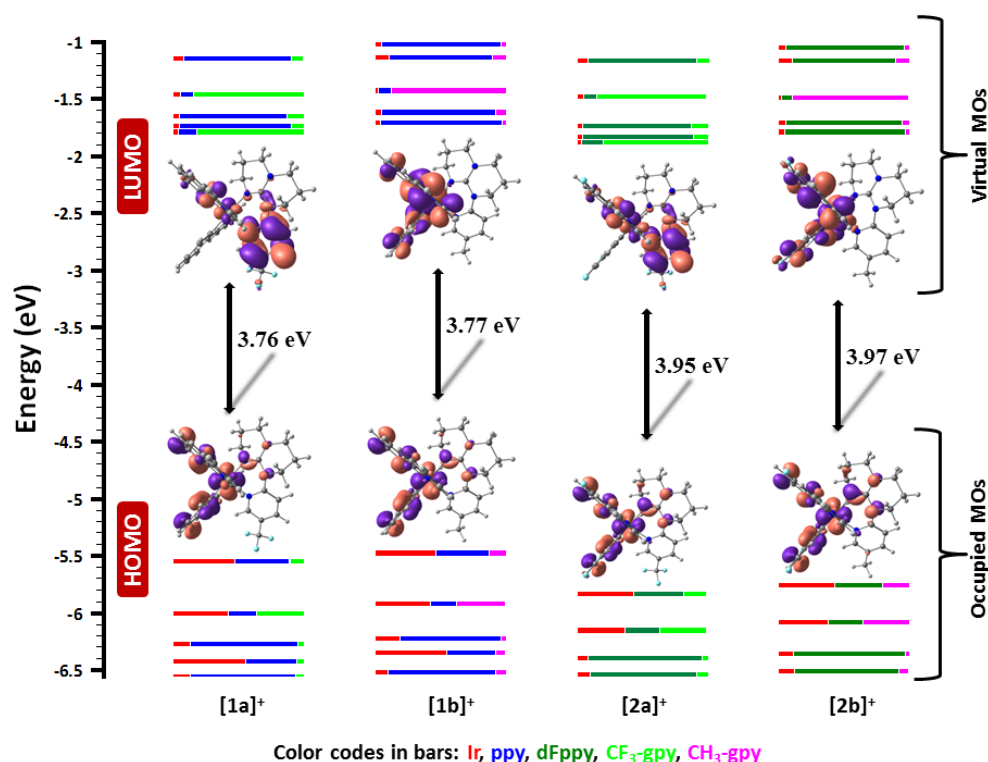 -1
-1.5
-2
-2.5
-3
-3.5
-4
-4.5
-5
-5.5
-6
-6.5
Energy (eV)
LUMO
HOMO
3.76 eV
3.77 eV
3.95 eV
3.97 eV
Virtual MOs
Occupied MOs
[1a]⁺
[1b]⁺
[2a]⁺
[2b]⁺
Color codes in bars: Ir, ppy, dFppy, CF₃-gpy, CH₃-gpy